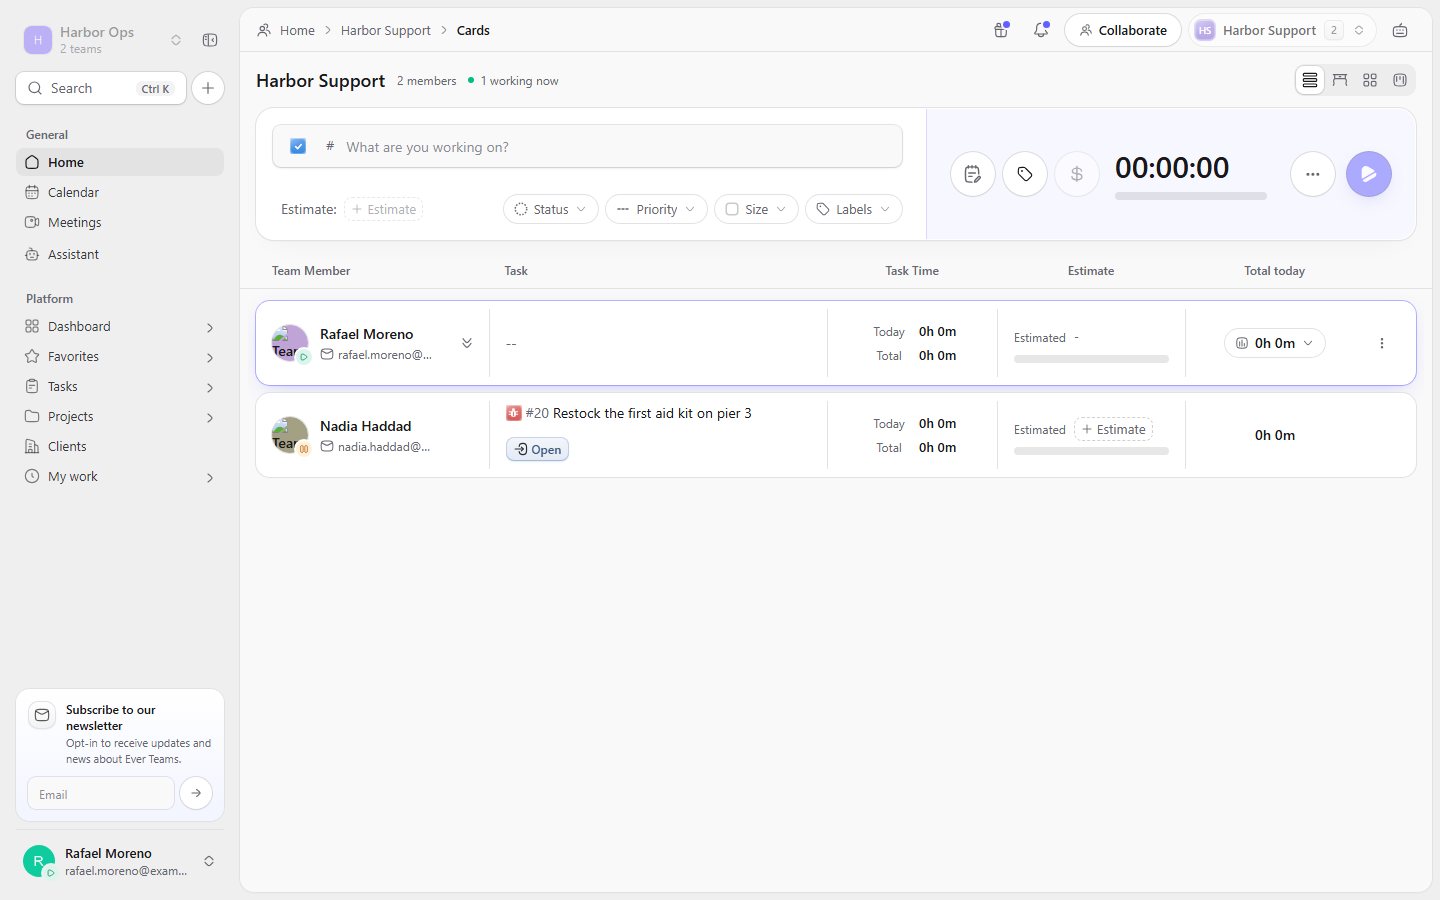 H
Harbor Ops
2 teams
Search
Ctrl K
General
Home
Calendar
Meetings
Assistant
Platform
Dashboard
Favorites
Tasks
Projects
Clients
My work
Subscribe to our
newsletter
Opt-in to receive updates and
news about Ever Teams.
Email
R
Rafael Moreno
rafael.moreno@exam...
Home
Harbor Support
Cards
Collaborate
HS
Harbor Support
2
Harbor Support
2 members
1 working now
# What are you working on?
Estimate:
+ Estimate
Status
Priority
Size
Labels
$
00:00:00
Team Member
Task
Task Time
Estimate
Total today
Tea
Rafael Moreno
rafael.moreno@...
--
Today 0h 0m
Total 0h 0m
Estimated -
0h 0m
Tea
Nadia Haddad
nadia.haddad@...
#20 Restock the first aid kit on pier 3
Open
Today 0h 0m
Total 0h 0m
Estimated + Estimate
0h 0m